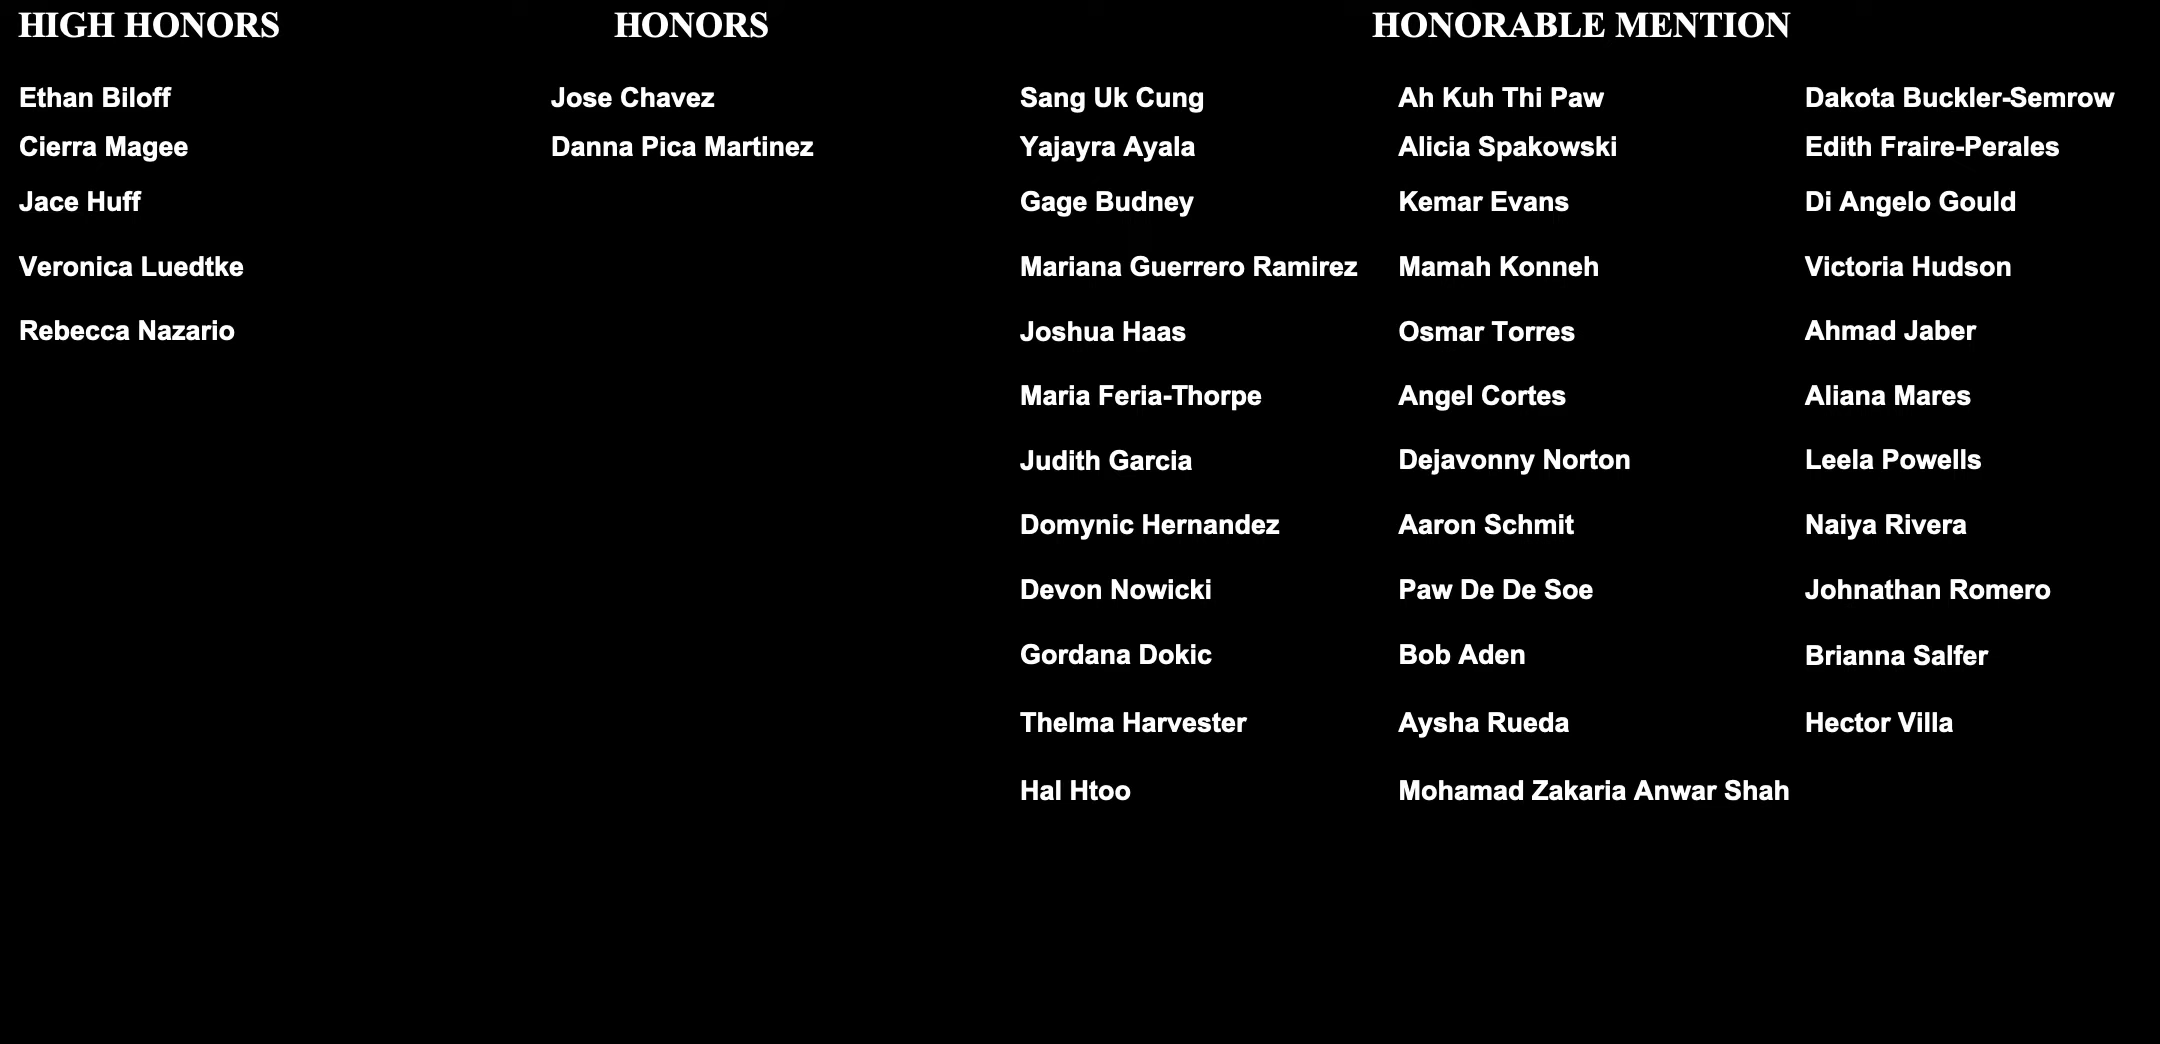 HIGH HONORS
Ethan Biloff
Cierra Magee
Jace Huff
Veronica Luedtke
Rebecca Nazario
HONORS
Jose Chavez
Danna Pica Martinez
HONORABLE MENTION
Sang Uk Cung
Yajayra Ayala
Gage Budney
Mariana Guerrero Ramirez
Joshua Haas
Maria Feria-Thorpe
Judith Garcia
Domynic Hernandez
Devon Nowicki
Gordana Dokic
Thelma Harvester
Hal Htoo
Ah Kuh Thi Paw
Alicia Spakowski
Kemar Evans
Mamah Konneh
Osmar Torres
Angel Cortes
Dejavonny Norton
Aaron Schmit
Paw De De Soe
Bob Aden
Aysha Rueda
Mohamad Zakaria Anwar Shah
Dakota Buckler-Semrow
Edith Fraire-Perales
Di Angelo Gould
Victoria Hudson
Ahmad Jaber
Aliana Mares
Leela Powells
Naiya Rivera
Johnathan Romero
Brianna Salfer
Hector Villa